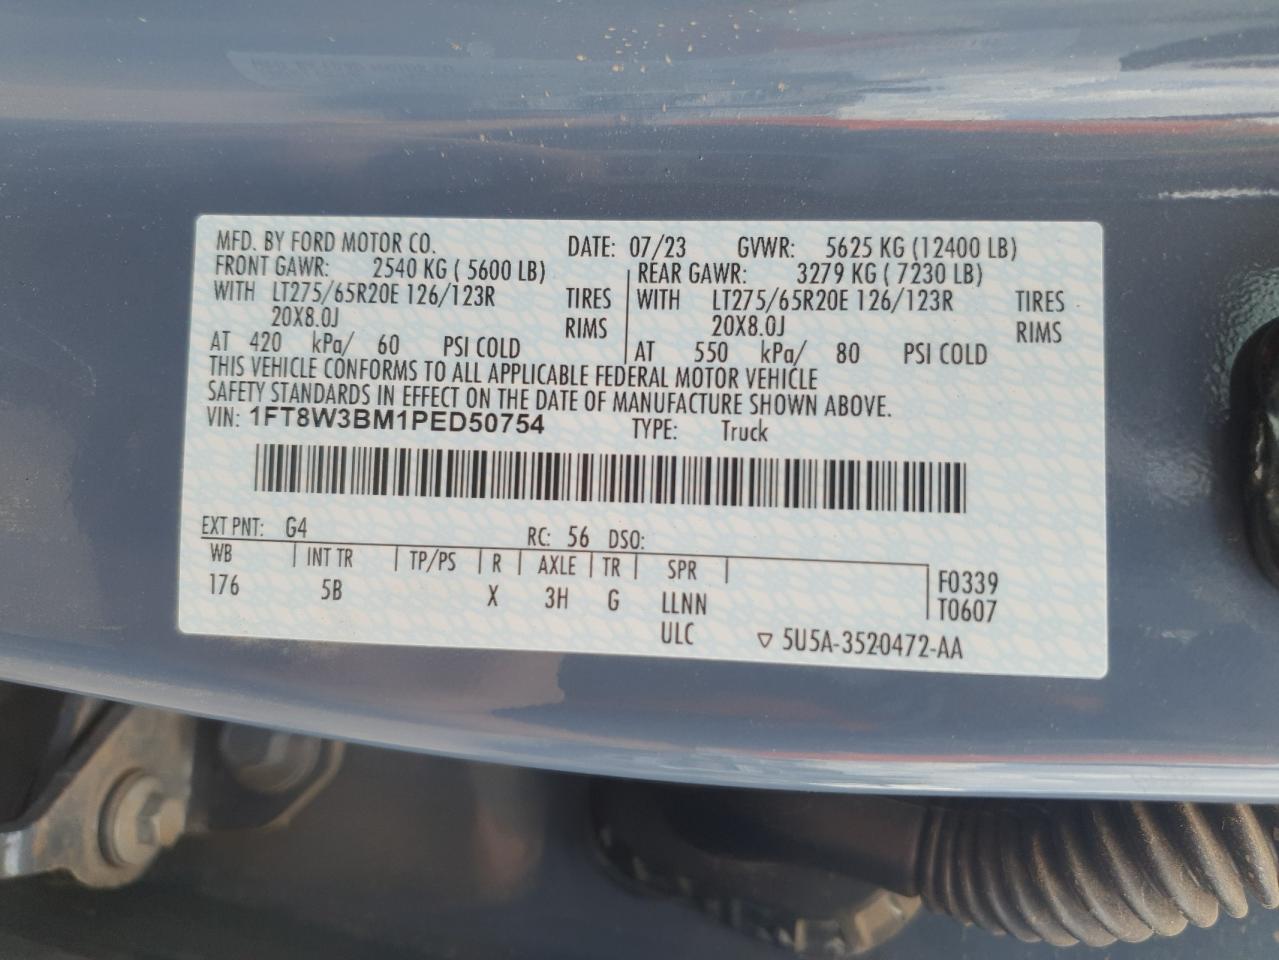 MFD. BY FORD MOTOR CO. DATE: 07/23 GVWR: 5625 KG (12400 LB)
FRONT GAWR: 2540 KG ( 5600 LB) REAR GAWR: 3279 KG ( 7230 LB)
WITH LT275/65R20E 126/123R TIRES WITH LT275/65R20E 126/123R TIRES
20X8.0J RIMS 20X8.0J RIMS
AT 420 kPa/ 60 PSI COLD AT 550 kPa/ 80 PSI COLD
THIS VEHICLE CONFORMS TO ALL APPLICABLE FEDERAL MOTOR VEHICLE
SAFETY STANDARDS IN EFFECT ON THE DATE OF MANUFACTURE SHOWN ABOVE.
VIN: 1FT8W3BM1PED50754 TYPE: Truck
EXT PNT: G4 RC: 56 DSO:
WB INT TR TP/PS R AXLE TR SPR F0339
176 5B X 3H G LLNN T0607
ULC ▽ 5U5A-3520472-AA